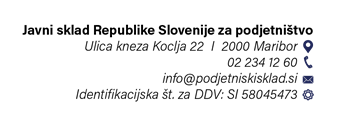 Javni sklad Republike Slovenije za podjetništvo
Ulica kneza Koclja 22 I 2000 Maribor
02 234 12 60
info@podjetniskisklad.si
Identifikacijska št. za DDV: SI 58045473